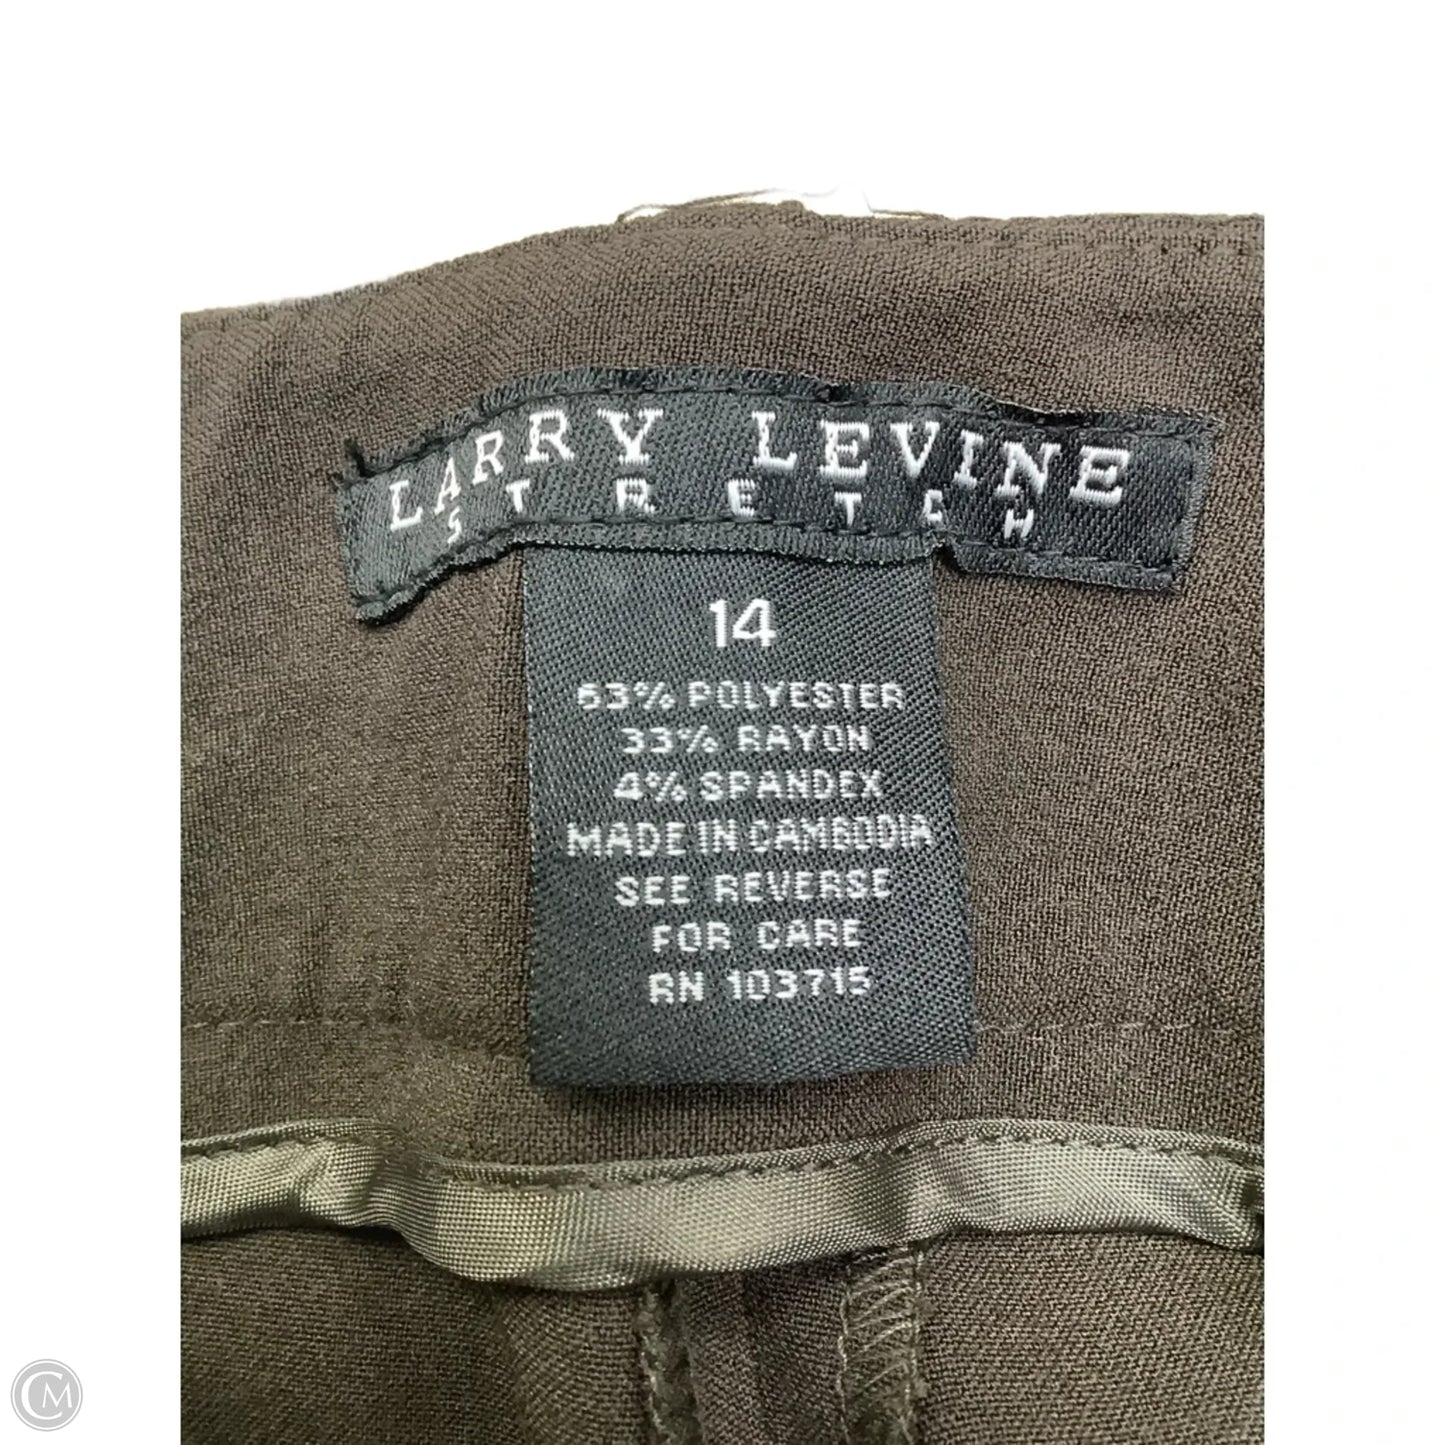 LARRY LEVINE
STRETCH
14
63% POLYESTER
33% RAYON
4% SPANDEX
MADE IN CAMBODIA
SEE REVERSE
FOR CARE
RN 103715
CM